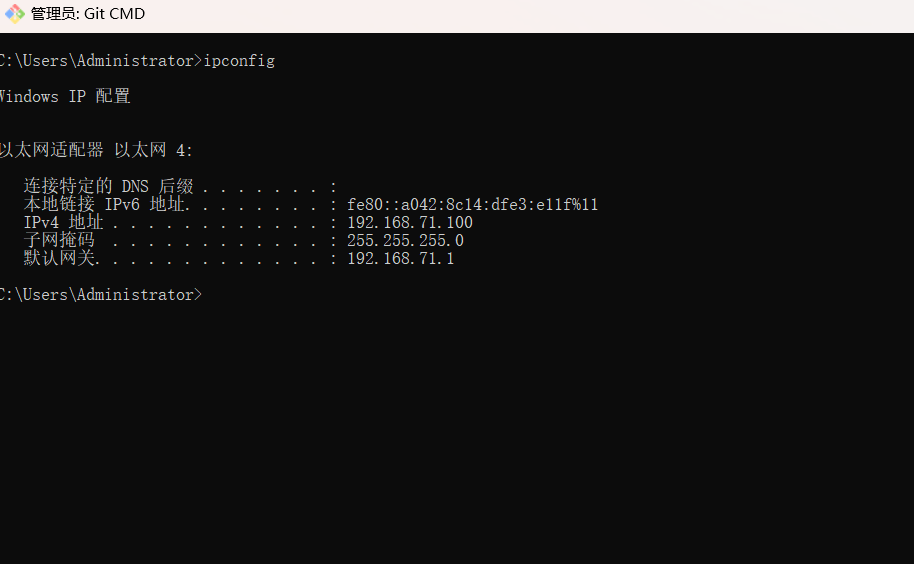 管理员: Git CMD
C:\Users\Administrator>ipconfig
Windows IP 配置
以太网适配器 以太网 4:
连接特定的 DNS 后缀 . . . . . . . :
本地链接 IPv6 地址. . . . . . . . : fe80::a042:8c14:dfe3:e11f%11
IPv4 地址 . . . . . . . . . . . . : 192.168.71.100
子网掩码  . . . . . . . . . . . . : 255.255.255.0
默认网关. . . . . . . . . . . . . : 192.168.71.1
C:\Users\Administrator>